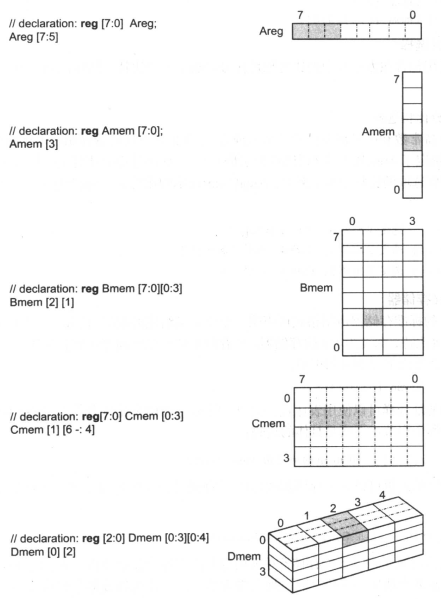 // declaration: reg [7:0] Areg;
Areg [7:5]
7 0
Areg
// declaration: reg Amem [7:0];
Amem [3]
7
Amem
0
// declaration: reg Bmem [7:0][0:3]
Bmem [2] [1]
0 3
7
Bmem
0
// declaration: reg[7:0] Cmem [0:3]
Cmem [1] [6 -: 4]
7 0
0
Cmem
3
// declaration: reg [2:0] Dmem [0:3][0:4]
Dmem [0] [2]
0 1 2 3 4
0
Dmem
3